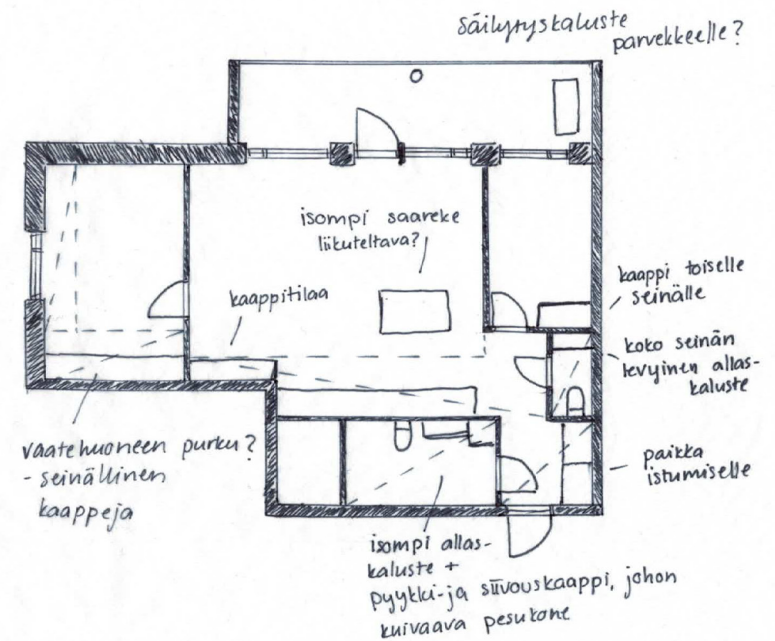 Säilytyskaluste
parvekkeelle?
isompi saareke
liikuteltava?
kaappitilaa
kaappi toiselle
seinälle
koko seinän
levyinen allas-
kaluste
vaatehuoneen purku?
- seinällinen
kaappeja
paikka
istumiselle
isompi allas-
kaluste +
pyykki- ja siivouskaappi, johon
kuivaava pesukone